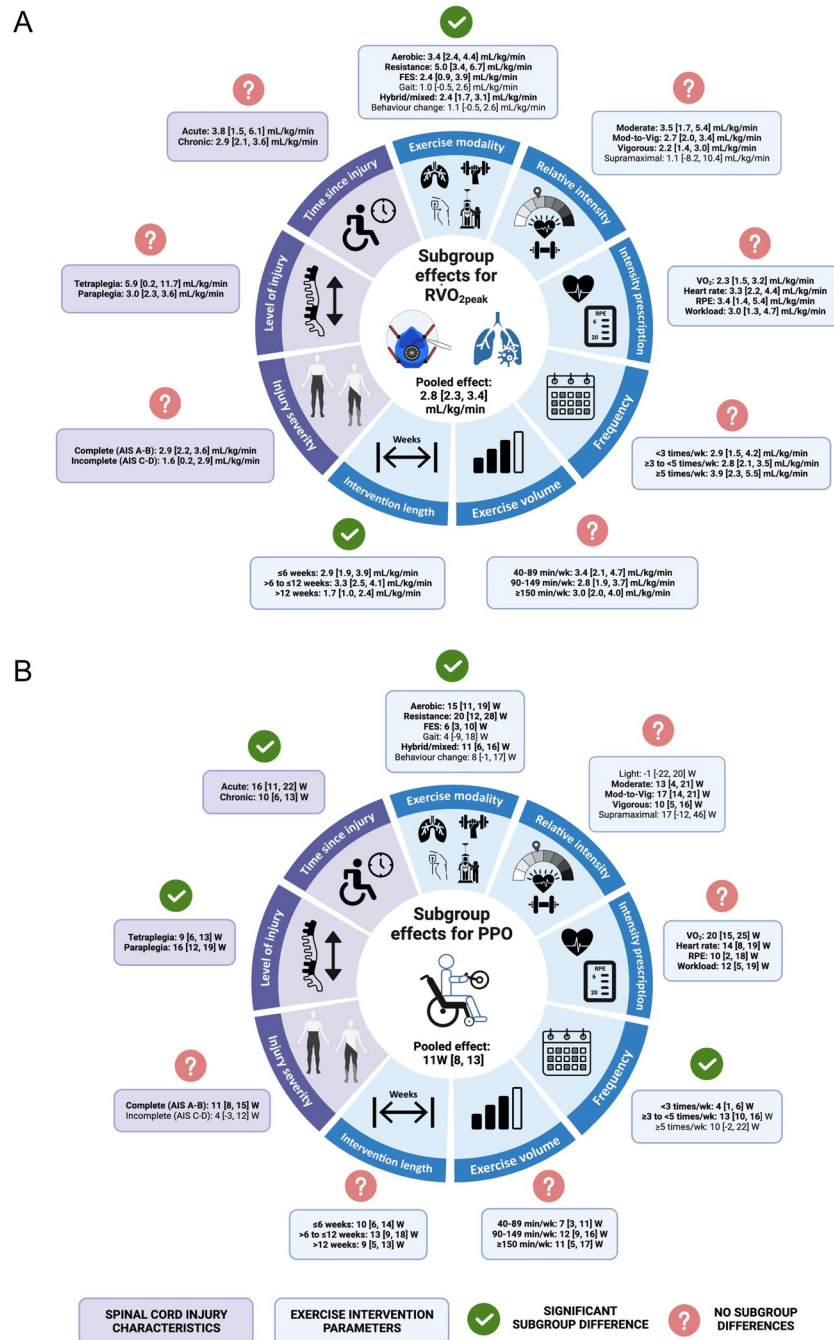 A
Aerobic: 3.4 [2.4, 4.4] mL/kg/min
Resistance: 5.0 [3.4, 6.7] mL/kg/min
FES: 2.4 [0.9, 3.9] mL/kg/min
Gait: 1.0 [-0.5, 2.6] mL/kg/min
Hybrid/mixed: 2.4 [1.7, 3.1] mL/kg/min
Behaviour change: 1.1 [-0.5, 2.6] mL/kg/min
?
Acute: 3.8 [1.5, 6.1] mL/kg/min
Chronic: 2.9 [2.1, 3.6] mL/kg/min
?
Moderate: 3.5 [1.7, 5.4] mL/kg/min
Mod-to-Vig: 2.7 [2.0, 3.4] mL/kg/min
Vigorous: 2.2 [1.4, 3.0] mL/kg/min
Supramaximal: 1.1 [-8.2, 10.4] mL/kg/min
Time since injury
Exercise modality
Relative intensity
?
Tetraplegia: 5.9 [0.2, 11.7] mL/kg/min
Paraplegia: 3.0 [2.3, 3.6] mL/kg/min
Level of injury
Subgroup
effects for
RV̇O2peak
Pooled effect:
2.8 [2.3, 3.4]
mL/kg/min
RPE
6
20
Intensity prescription
?
VO₂: 2.3 [1.5, 3.2] mL/kg/min
Heart rate: 3.3 [2.2, 4.4] mL/kg/min
RPE: 3.4 [1.4, 5.4] mL/kg/min
Workload: 3.0 [1.3, 4.7] mL/kg/min
?
Complete (AIS A-B): 2.9 [2.2, 3.6] mL/kg/min
Incomplete (AIS C-D): 1.6 [0.2, 2.9] mL/kg/min
Injury severity
Weeks
Intervention length
Exercise volume
Frequency
?
<3 times/wk: 2.9 [1.5, 4.2] mL/kg/min
≥3 to <5 times/wk: 2.8 [2.1, 3.5] mL/kg/min
≥5 times/wk: 3.9 [2.3, 5.5] mL/kg/min
≤6 weeks: 2.9 [1.9, 3.9] mL/kg/min
>6 to ≤12 weeks: 3.3 [2.5, 4.1] mL/kg/min
>12 weeks: 1.7 [1.0, 2.4] mL/kg/min
?
40-89 min/wk: 3.4 [2.1, 4.7] mL/kg/min
90-149 min/wk: 2.8 [1.9, 3.7] mL/kg/min
≥150 min/wk: 3.0 [2.0, 4.0] mL/kg/min
B
Aerobic: 15 [11, 19] W
Resistance: 20 [12, 28] W
FES: 6 [3, 10] W
Gait: 4 [-9, 18] W
Hybrid/mixed: 11 [6, 16] W
Behaviour change: 8 [-1, 17] W
Acute: 16 [11, 22] W
Chronic: 10 [6, 13] W
?
Light: -1 [-22, 20] W
Moderate: 13 [4, 21] W
Mod-to-Vig: 17 [14, 21] W
Vigorous: 10 [5, 16] W
Supramaximal: 17 [-12, 46] W
Time since injury
Exercise modality
Relative intensity
Tetraplegia: 9 [6, 13] W
Paraplegia: 16 [12, 19] W
Level of injury
Subgroup
effects for PPO
Pooled effect:
11W [8, 13]
RPE
6
20
Intensity prescription
?
VO₂: 20 [15, 25] W
Heart rate: 14 [8, 19] W
RPE: 10 [2, 18] W
Workload: 12 [5, 19] W
?
Complete (AIS A-B): 11 [8, 15] W
Incomplete (AIS C-D): 4 [-3, 12] W
Injury severity
Weeks
Intervention length
Exercise volume
Frequency
<3 times/wk: 4 [1, 6] W
≥3 to <5 times/wk: 13 [10, 16] W
≥5 times/wk: 10 [-2, 22] W
?
≤6 weeks: 10 [6, 14] W
>6 to ≤12 weeks: 13 [9, 18] W
>12 weeks: 9 [5, 13] W
?
40-89 min/wk: 7 [3, 11] W
90-149 min/wk: 12 [9, 16] W
≥150 min/wk: 11 [5, 17] W
SPINAL CORD INJURY
CHARACTERISTICS
EXERCISE INTERVENTION
PARAMETERS
SIGNIFICANT
SUBGROUP DIFFERENCE
?
NO SUBGROUP
DIFFERENCES